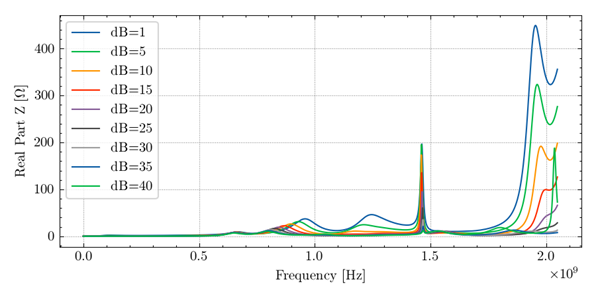 dB=1
dB=5
dB=10
dB=15
dB=20
dB=25
dB=30
dB=35
dB=40
Real Part Z [Ω]
400
300
200
100
0
0.0 0.5 1.0 1.5 2.0
Frequency [Hz]
×10⁹